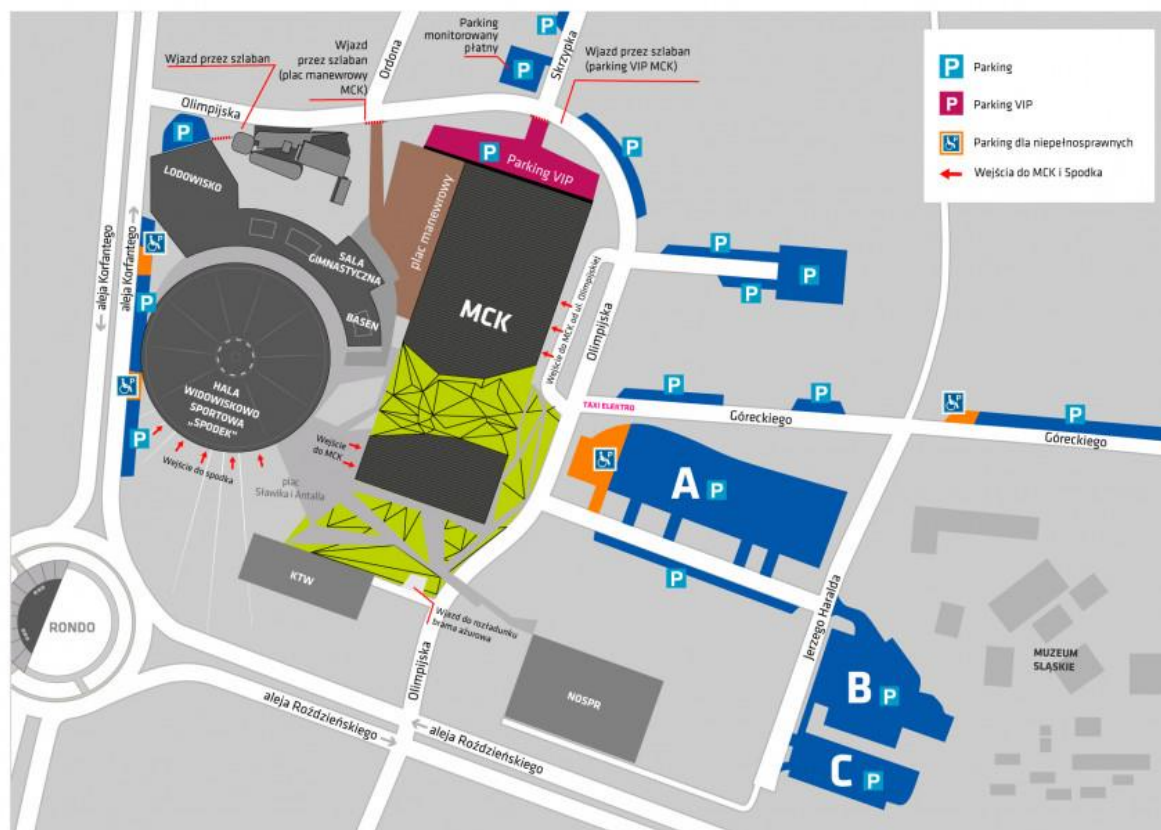 Parking
monitorowany
płatny
Skrzypka
Wjazd przez szlaban
(parking VIP MCK)
Wjazd
przez szlaban
(plac manewrowy
MCK)
Wjazd przez szlaban
Ordona
Olimpijska
P
P
P
P
P Parking
P Parking VIP
Parking dla niepełnosprawnych
Wejścia do MCK i Spodka
P
Parking VIP
LODOWISKO
plac manewrowy
SALA
GIMNASTYCZNA
BASEN
MCK
aleja Korfantego
aleja Korfantego
P
P
HALA
WIDOWISKOWO
SPORTOWA
„SPODEK"
Wejście do spodka
Wejście
do MCK
plac
Sławika i Antalla
Wejście do MCK od ul. Olimpijskiej
Olimpijska
P
P
P
TAXI ELEKTRO
P
P
Góreckiego
P
Góreckiego
A P
P
Jerzego Haralda
KTW
Wjazd do rozładunku
brama ażurowa
RONDO
Olimpijska
NOSPR
MUZEUM
ŚLĄSKIE
B P
C P
aleja Roździeńskiego
aleja Roździeńskiego